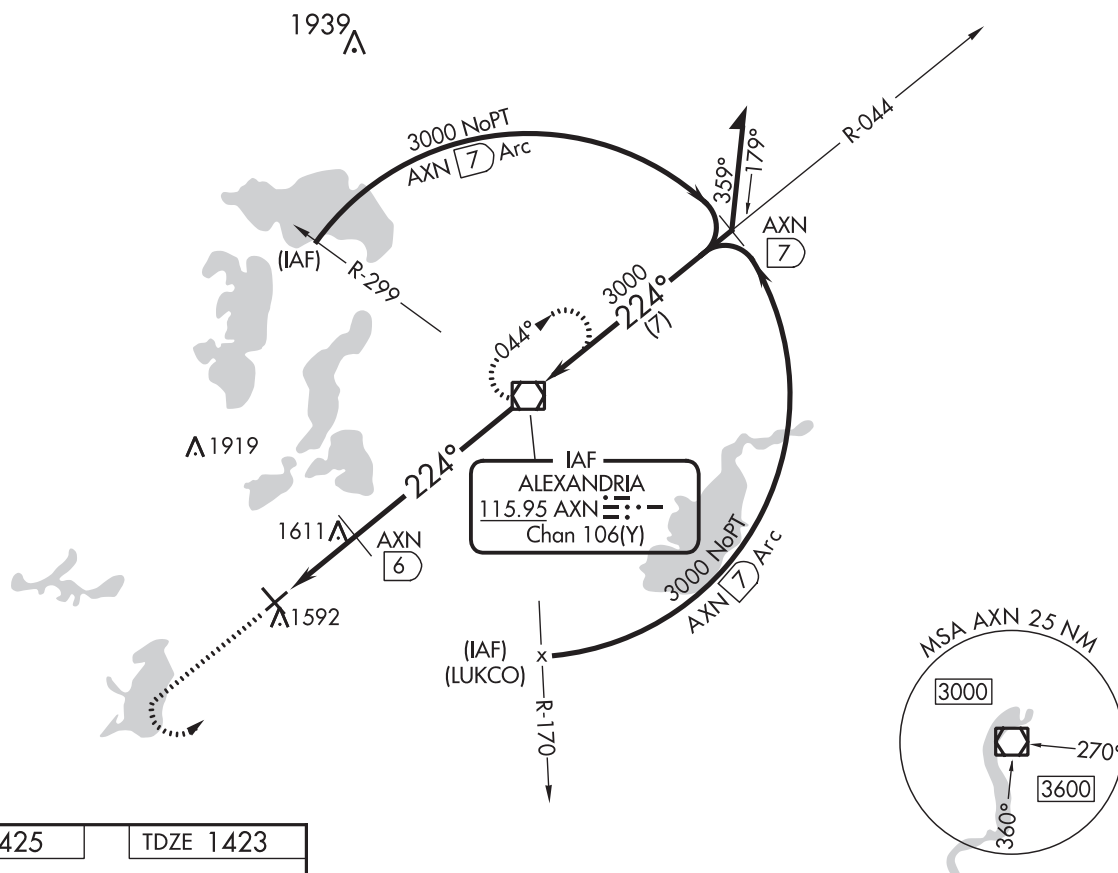 1939
3000 NoPT
AXN 7 Arc
R-044
359°
179°
AXN
7
(IAF)
R-299
3000
224°
(7)
044°
1919
224°
IAF
ALEXANDRIA
115.95 AXN
Chan 106(Y)
1611
AXN
6
1592
3000 NoPT
AXN 7 Arc
(IAF)
(LUKCO)
x
R-170
MSA AXN 25 NM
3000
270°
3600
360°
425
TDZE 1423